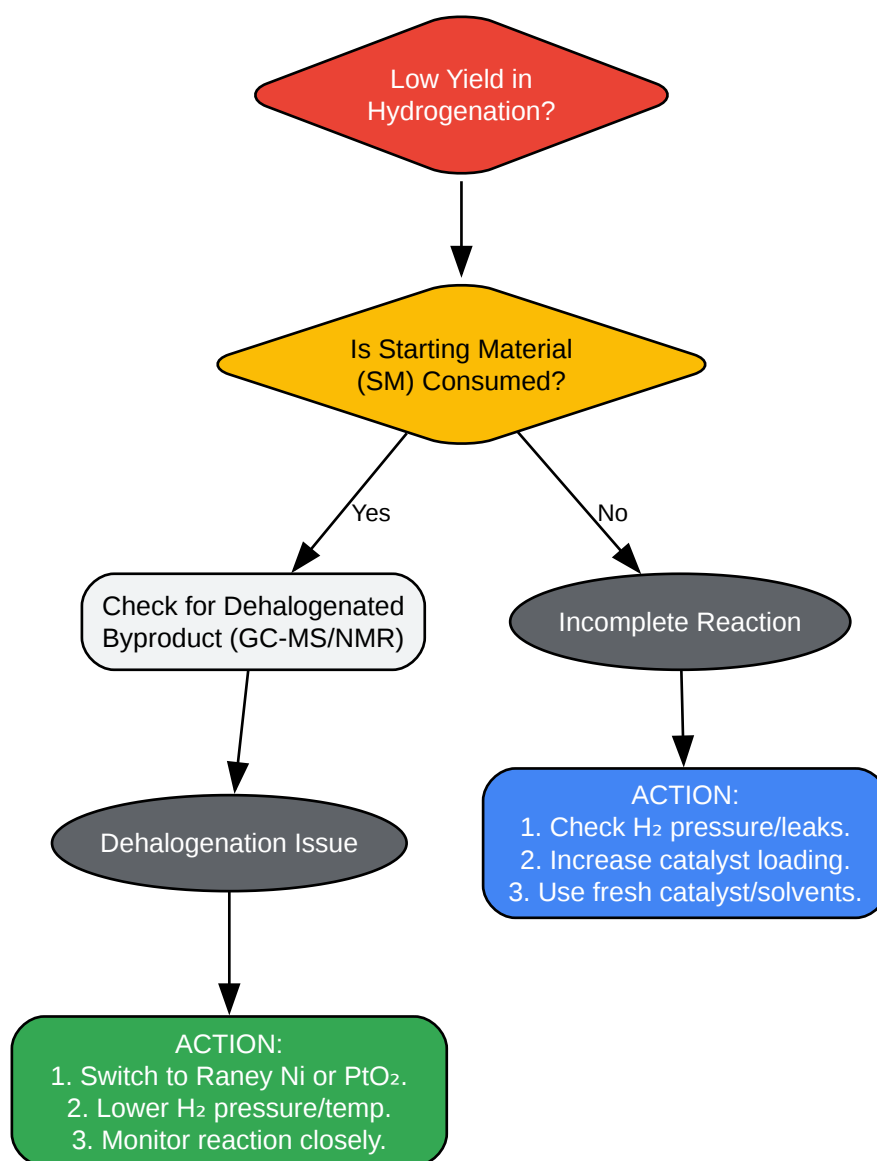 Low Yield in
Hydrogenation?
Is Starting Material
(SM) Consumed?
Yes
No
Check for Dehalogenated
Byproduct (GC-MS/NMR)
Incomplete Reaction
Dehalogenation Issue
ACTION:
1. Check H₂ pressure/leaks.
2. Increase catalyst loading.
3. Use fresh catalyst/solvents.
ACTION:
1. Switch to Raney Ni or PtO₂.
2. Lower H₂ pressure/temp.
3. Monitor reaction closely.